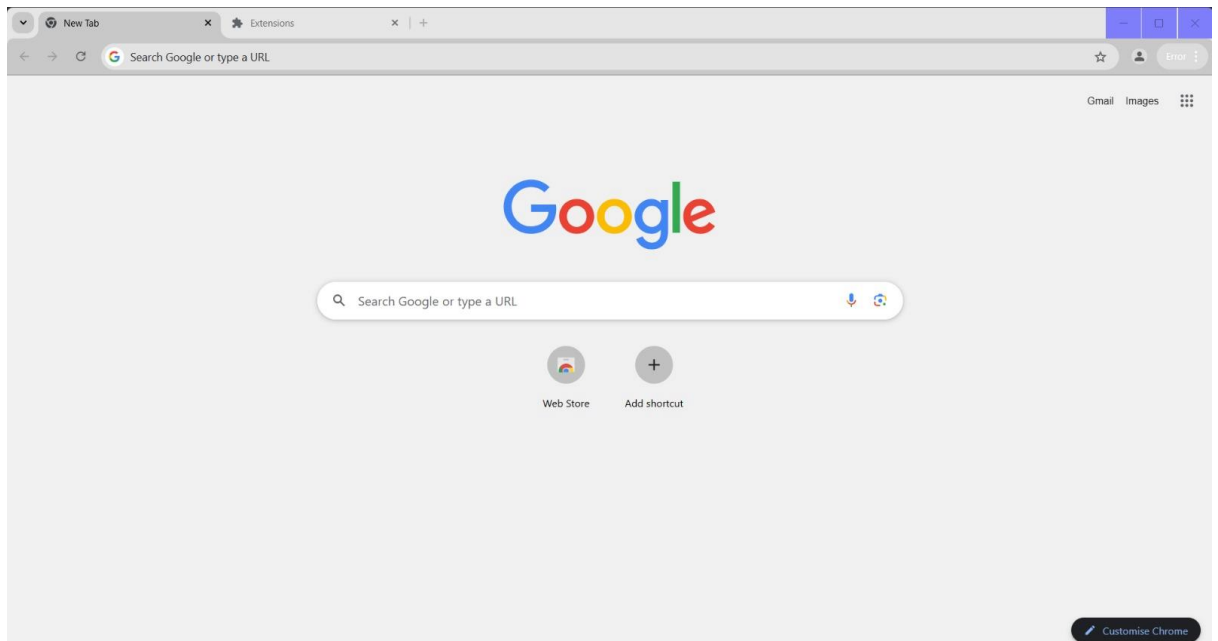 New Tab
Extensions
Search Google or type a URL
Error
Gmail Images
Google
Search Google or type a URL
Web Store Add shortcut
Customise Chrome